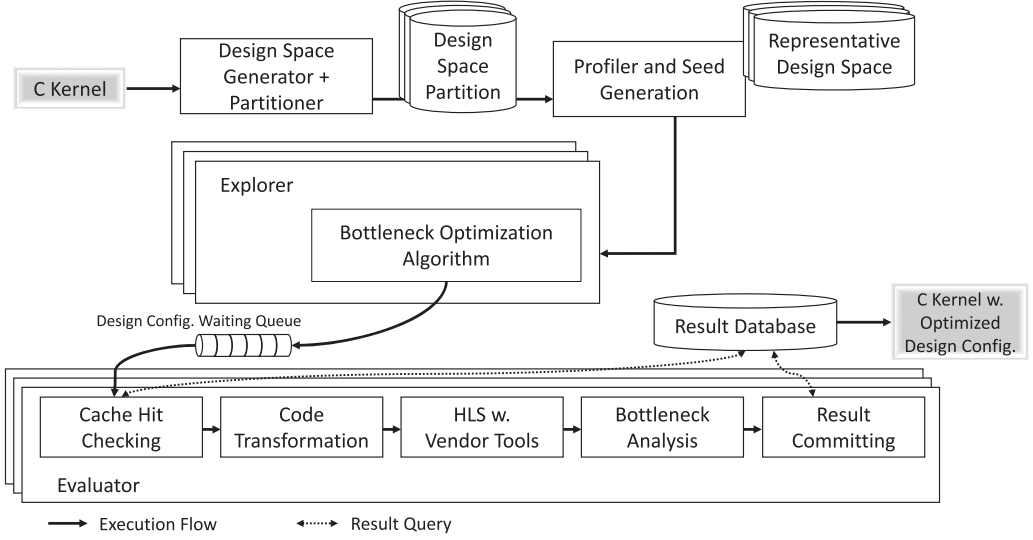 C Kernel
Design Space
Generator +
Partitioner
Design
Space
Partition
Profiler and Seed
Generation
Representative
Design Space
Explorer
Bottleneck Optimization
Algorithm
Design Config. Waiting Queue
Result Database
C Kernel w.
Optimized
Design Config.
Cache Hit
Checking
Code
Transformation
HLS w.
Vendor Tools
Bottleneck
Analysis
Result
Committing
Evaluator
Execution Flow
Result Query